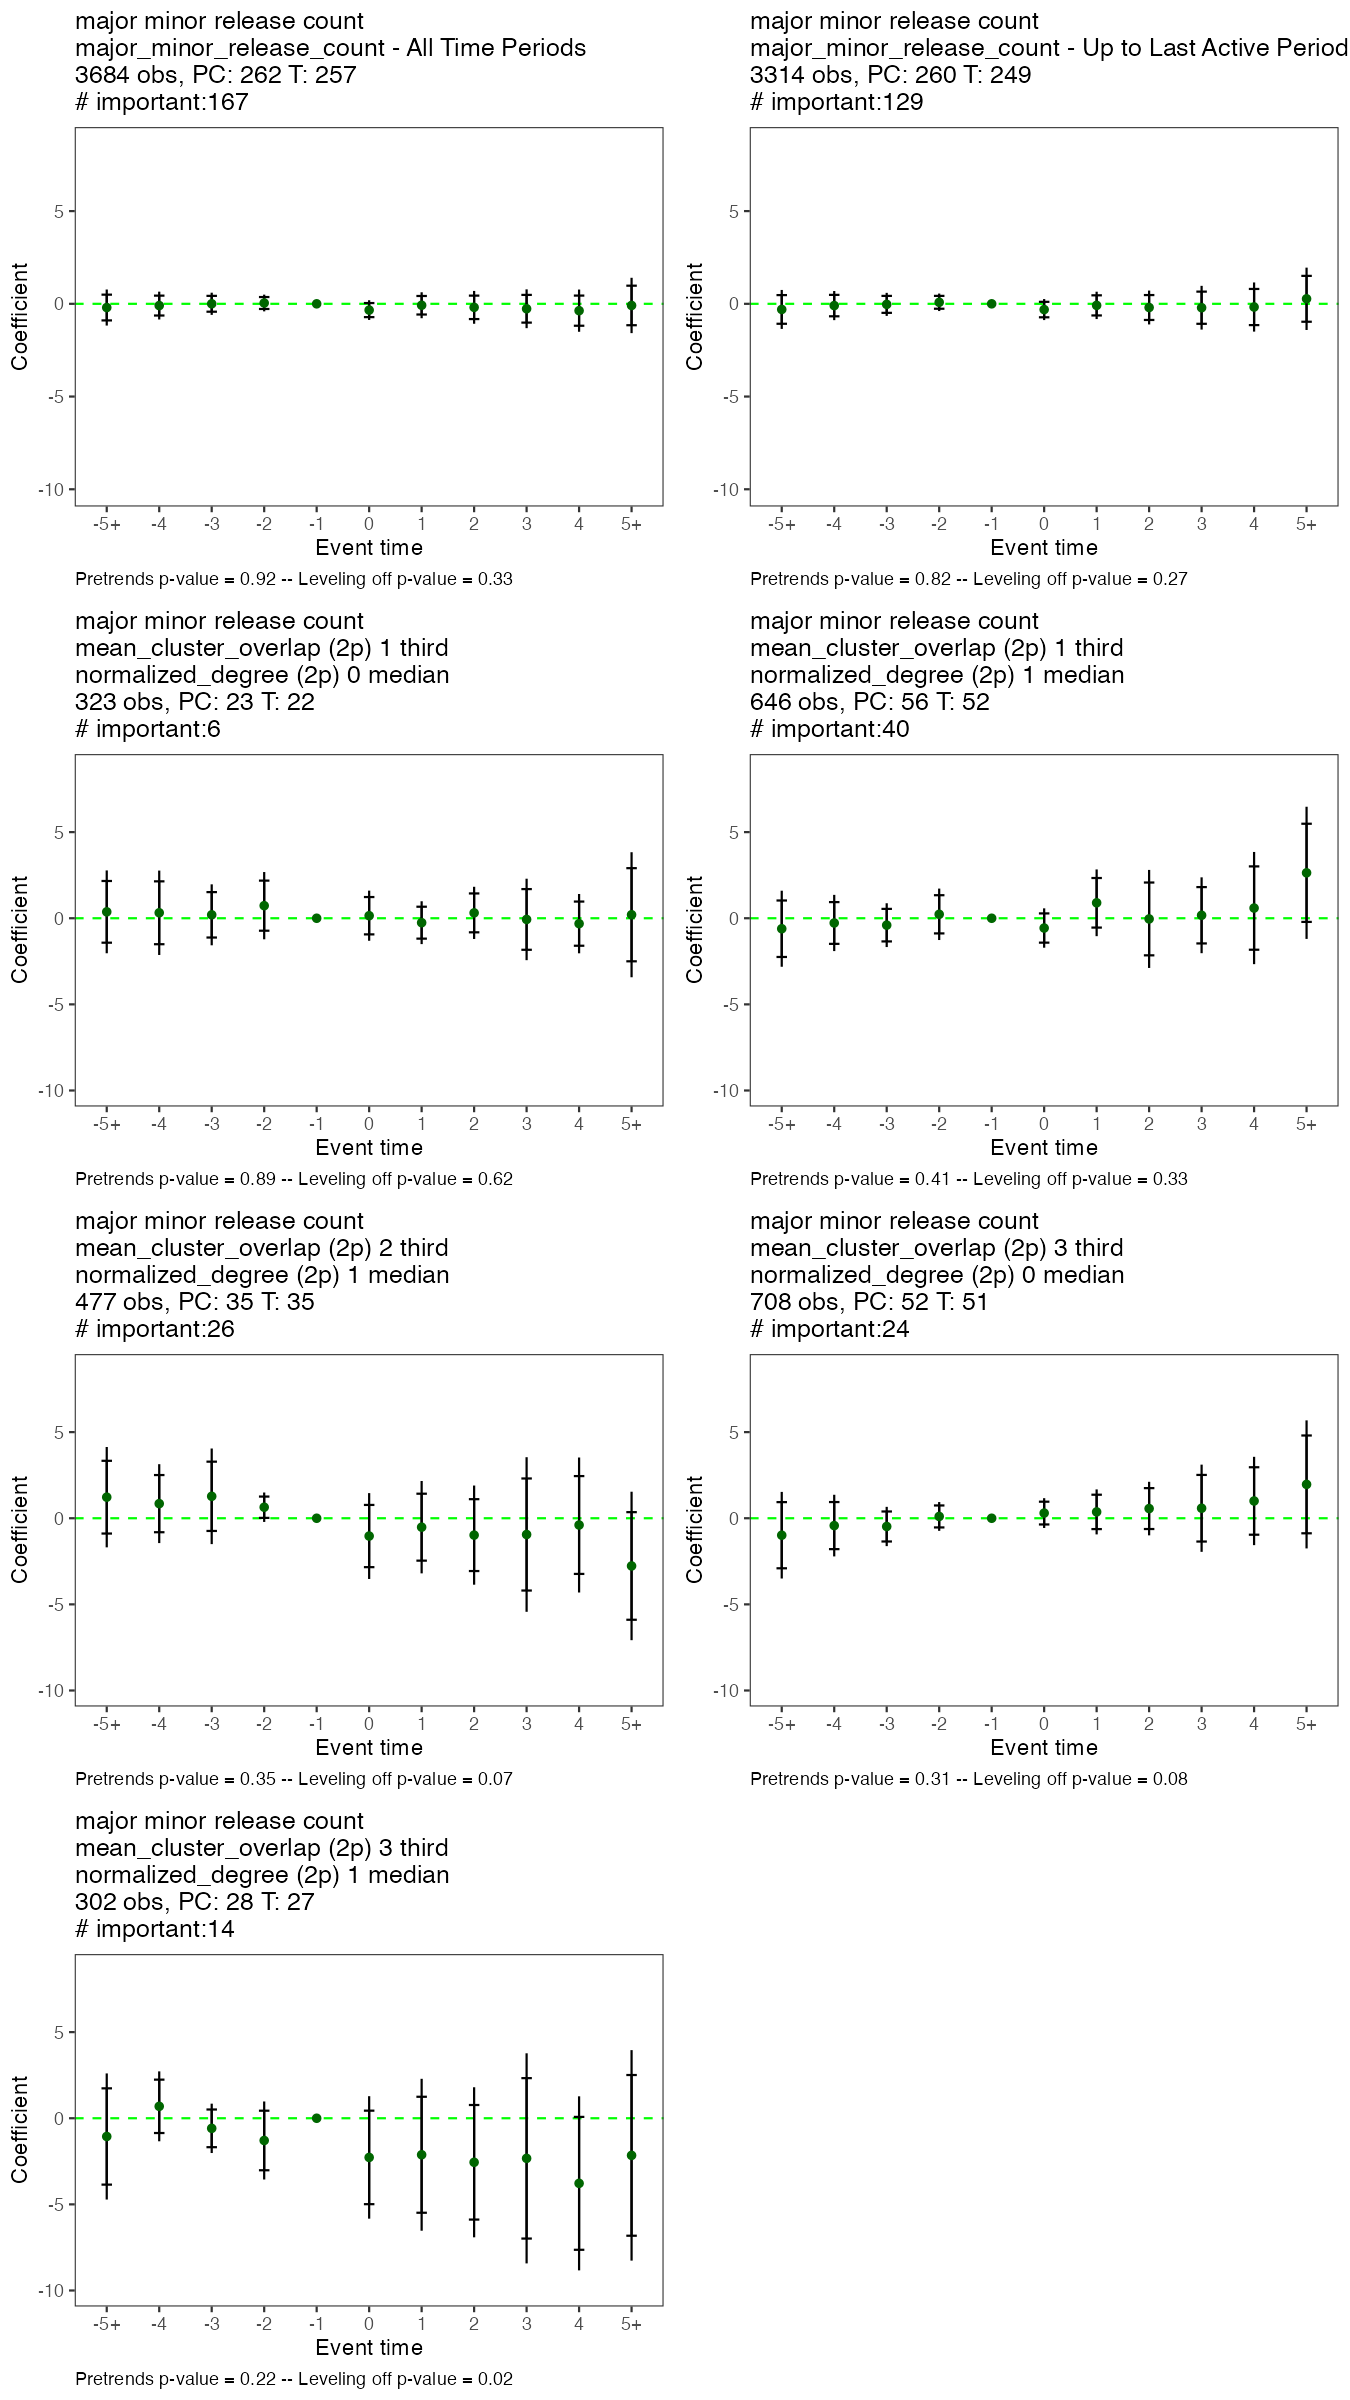 major minor release count
major_minor_release_count - All Time Periods
3684 obs, PC: 262 T: 257
# important:167
5
0
-5
-10
Coefficient
-5+ -4 -3 -2 -1 0 1 2 3 4 5+
Event time
Pretrends p-value = 0.92 -- Leveling off p-value = 0.33
major minor release count
major_minor_release_count - Up to Last Active Period
3314 obs, PC: 260 T: 249
# important:129
5
0
-5
-10
Coefficient
-5+ -4 -3 -2 -1 0 1 2 3 4 5+
Event time
Pretrends p-value = 0.82 -- Leveling off p-value = 0.27
major minor release count
mean_cluster_overlap (2p) 1 third
normalized_degree (2p) 0 median
323 obs, PC: 23 T: 22
# important:6
5
0
-5
-10
Coefficient
-5+ -4 -3 -2 -1 0 1 2 3 4 5+
Event time
Pretrends p-value = 0.89 -- Leveling off p-value = 0.62
major minor release count
mean_cluster_overlap (2p) 1 third
normalized_degree (2p) 1 median
646 obs, PC: 56 T: 52
# important:40
5
0
-5
-10
Coefficient
-5+ -4 -3 -2 -1 0 1 2 3 4 5+
Event time
Pretrends p-value = 0.41 -- Leveling off p-value = 0.33
major minor release count
mean_cluster_overlap (2p) 2 third
normalized_degree (2p) 1 median
477 obs, PC: 35 T: 35
# important:26
5
0
-5
-10
Coefficient
-5+ -4 -3 -2 -1 0 1 2 3 4 5+
Event time
Pretrends p-value = 0.35 -- Leveling off p-value = 0.07
major minor release count
mean_cluster_overlap (2p) 3 third
normalized_degree (2p) 0 median
708 obs, PC: 52 T: 51
# important:24
5
0
-5
-10
Coefficient
-5+ -4 -3 -2 -1 0 1 2 3 4 5+
Event time
Pretrends p-value = 0.31 -- Leveling off p-value = 0.08
major minor release count
mean_cluster_overlap (2p) 3 third
normalized_degree (2p) 1 median
302 obs, PC: 28 T: 27
# important:14
5
0
-5
-10
Coefficient
-5+ -4 -3 -2 -1 0 1 2 3 4 5+
Event time
Pretrends p-value = 0.22 -- Leveling off p-value = 0.02